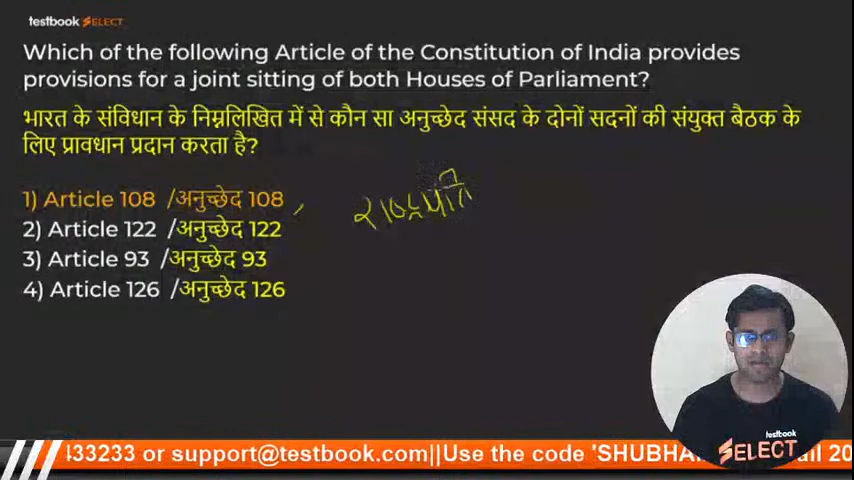 testbook SELECT
Which of the following Article of the Constitution of India provides
provisions for a joint sitting of both Houses of Parliament?
भारत के संविधान के निम्नलिखित में से कौन सा अनुच्छेद संसद के दोनों सदनों की संयुक्त बैठक के
लिए प्रावधान प्रदान करता है?
1) Article 108 /अनुच्छेद 108
2) Article 122 /अनुच्छेद 122
3) Article 93 /अनुच्छेद 93
4) Article 126 /अनुच्छेद 126
testbook
SELECT
433233 or support@testbook.com||Use the code 'SHUBHA